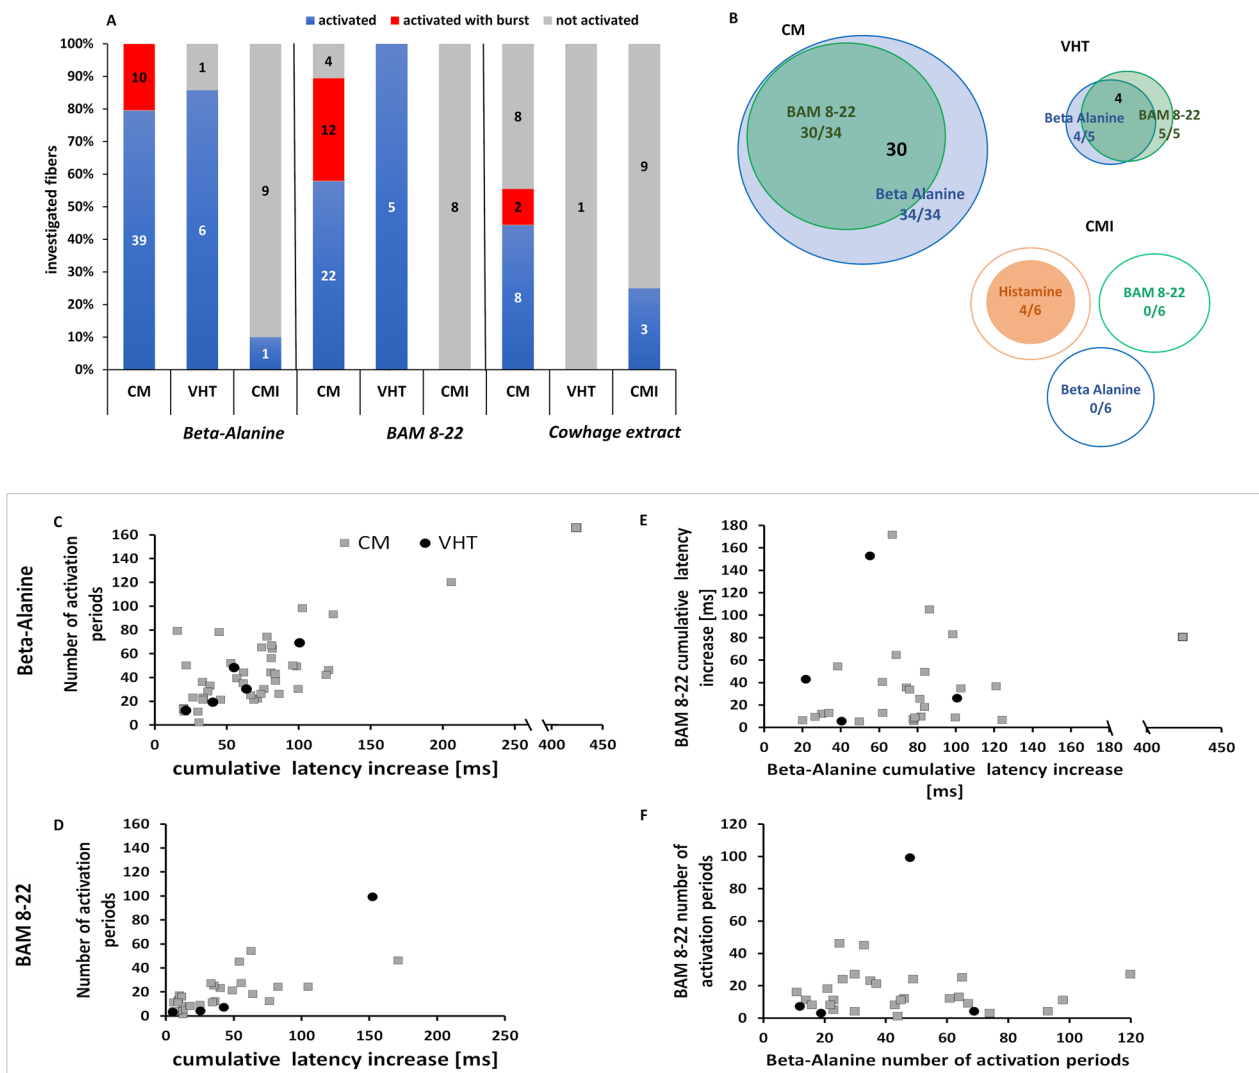 A
activated
activated with burst
not activated
investigated fibers
100%
90%
80%
70%
60%
50%
40%
30%
20%
10%
0%
10
39
1
6
9
1
4
12
22
5
8
8
2
8
1
9
3
CM VHT CMI CM VHT CMI CM VHT CMI
Beta-Alanine BAM 8-22 Cowhage extract
B
CM
BAM 8-22
30/34
30
Beta Alanine
34/34
VHT
4
Beta Alanine
4/5
BAM 8-22
5/5
CMI
Histamine
4/6
BAM 8-22
0/6
Beta Alanine
0/6
Beta-Alanine
C
CM VHT
Number of activation
periods
160
140
120
100
80
60
40
20
0
0 50 100 150 200 250 400 450
cumulative latency increase [ms]
E
BAM 8-22 cumulative latency
increase [ms]
180
160
140
120
100
80
60
40
20
0
0 20 40 60 80 100 120 140 160 180 400 450
Beta-Alanine cumulative latency increase
[ms]
BAM 8-22
D
Number of activation
periods
160
140
120
100
80
60
40
20
0
0 50 100 150 200 250
cumulative latency increase [ms]
F
BAM 8-22 number of
activation periods
120
100
80
60
40
20
0
0 20 40 60 80 100 120
Beta-Alanine number of activation periods